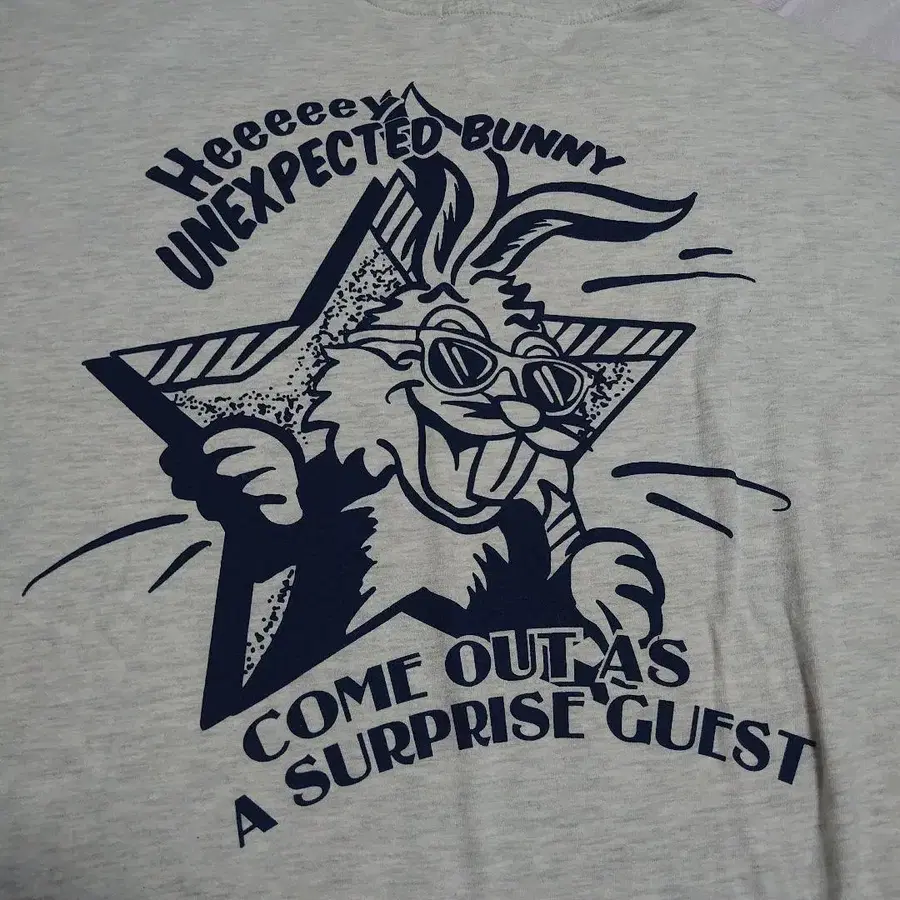 Heeeeey
UNEXPECTED BUNNY
COME OUT AS
A SURPRISE GUEST